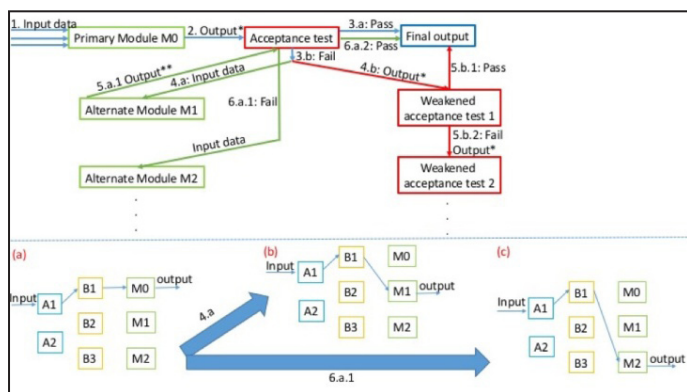 1. Input data
Primary Module M0
2. Output*
Acceptance test
3.a: Pass
6.a.2: Pass
Final output
3.b: Fail
5.a.1 Output**
4.a: Input data
4.b: Output*
5.b.1: Pass
Alternate Module M1
6.a.1: Fail
Weakened
acceptance test 1
Input data
5.b.2: Fail
Output*
Alternate Module M2
Weakened
acceptance test 2
(a)
Input
A1
A2
B1
B2
B3
M0
M1
M2
output
4.a
6.a.1
(b)
Input
A1
A2
B1
B2
B3
M0
M1
M2
output
(c)
Input
A1
A2
B1
B2
B3
M0
M1
M2
output